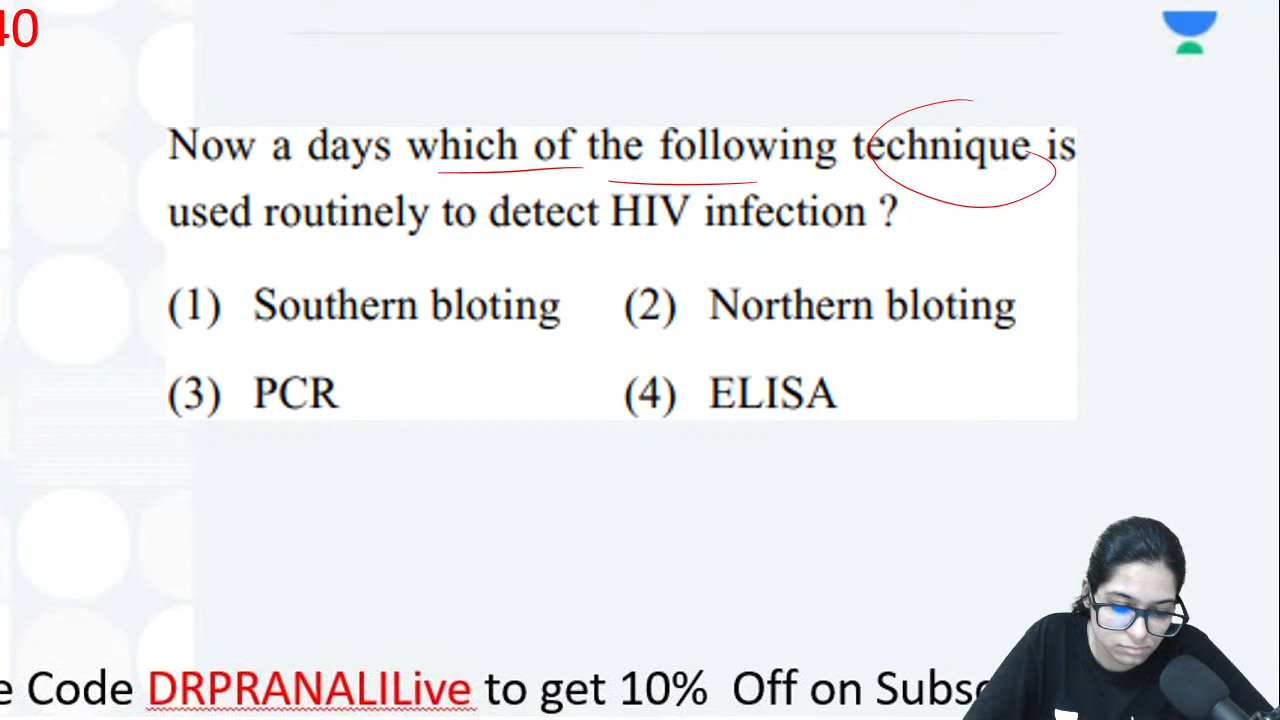 40
Now a days which of the following technique is
used routinely to detect HIV infection ?
(1) Southern bloting (2) Northern bloting
(3) PCR (4) ELISA
e Code DRPRANALILive to get 10% Off on Subsc